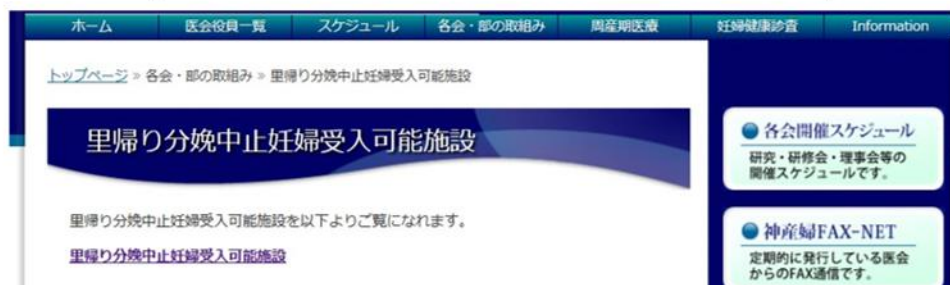 ホーム 医会役員一覧 スケジュール 各会・部の取組み 周産期医療 妊婦健康診査 Information
トップページ » 各会・部の取組み » 里帰り分娩中止妊婦受入可能施設
里帰り分娩中止妊婦受入可能施設
里帰り分娩中止妊婦受入可能施設を以下よりご覧になれます。
里帰り分娩中止妊婦受入可能施設
各会開催スケジュール
研究・研修会・理事会等の
開催スケジュールです。
神産婦FAX-NET
定期的に発行している医会
からのFAX通信です。